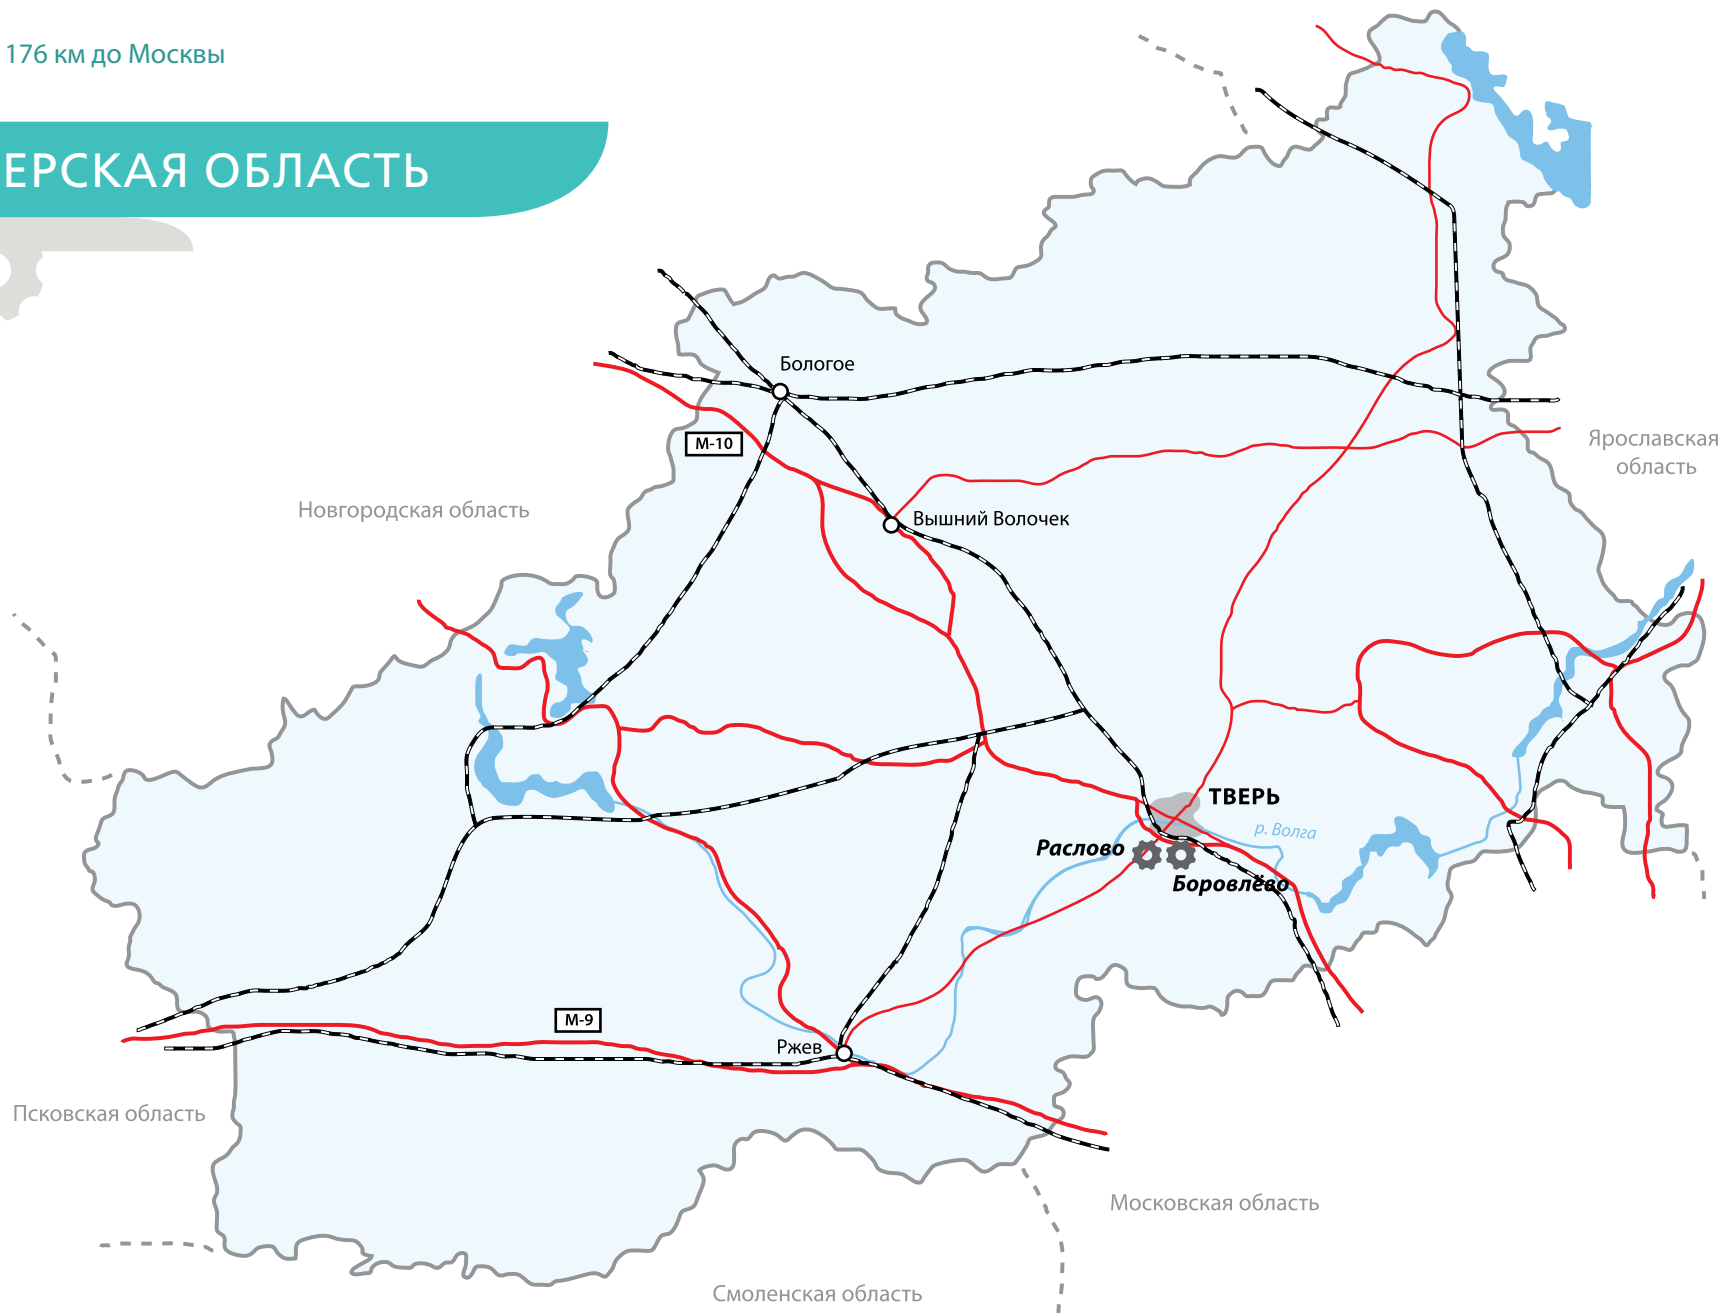 176 км до Москвы
ЕРСКАЯ ОБЛАСТЬ
Бологое
М-10
Ярославская
область
Новгородская область
Вышний Волочек
ТВЕРЬ
р. Волга
Раслово
Боровлёво
М-9
Ржев
Псковская область
Московская область
Смоленская область